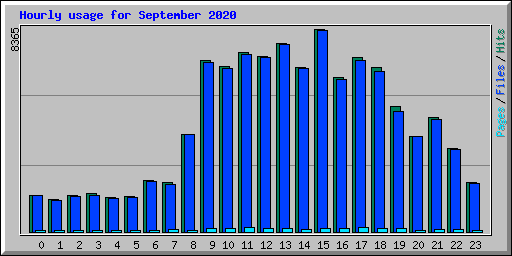 Hourly usage for September 2020
8365
Pages/Files/Hits
0 1 2 3 4 5 6 7 8 9 10 11 12 13 14 15 16 17 18 19 20 21 22 23